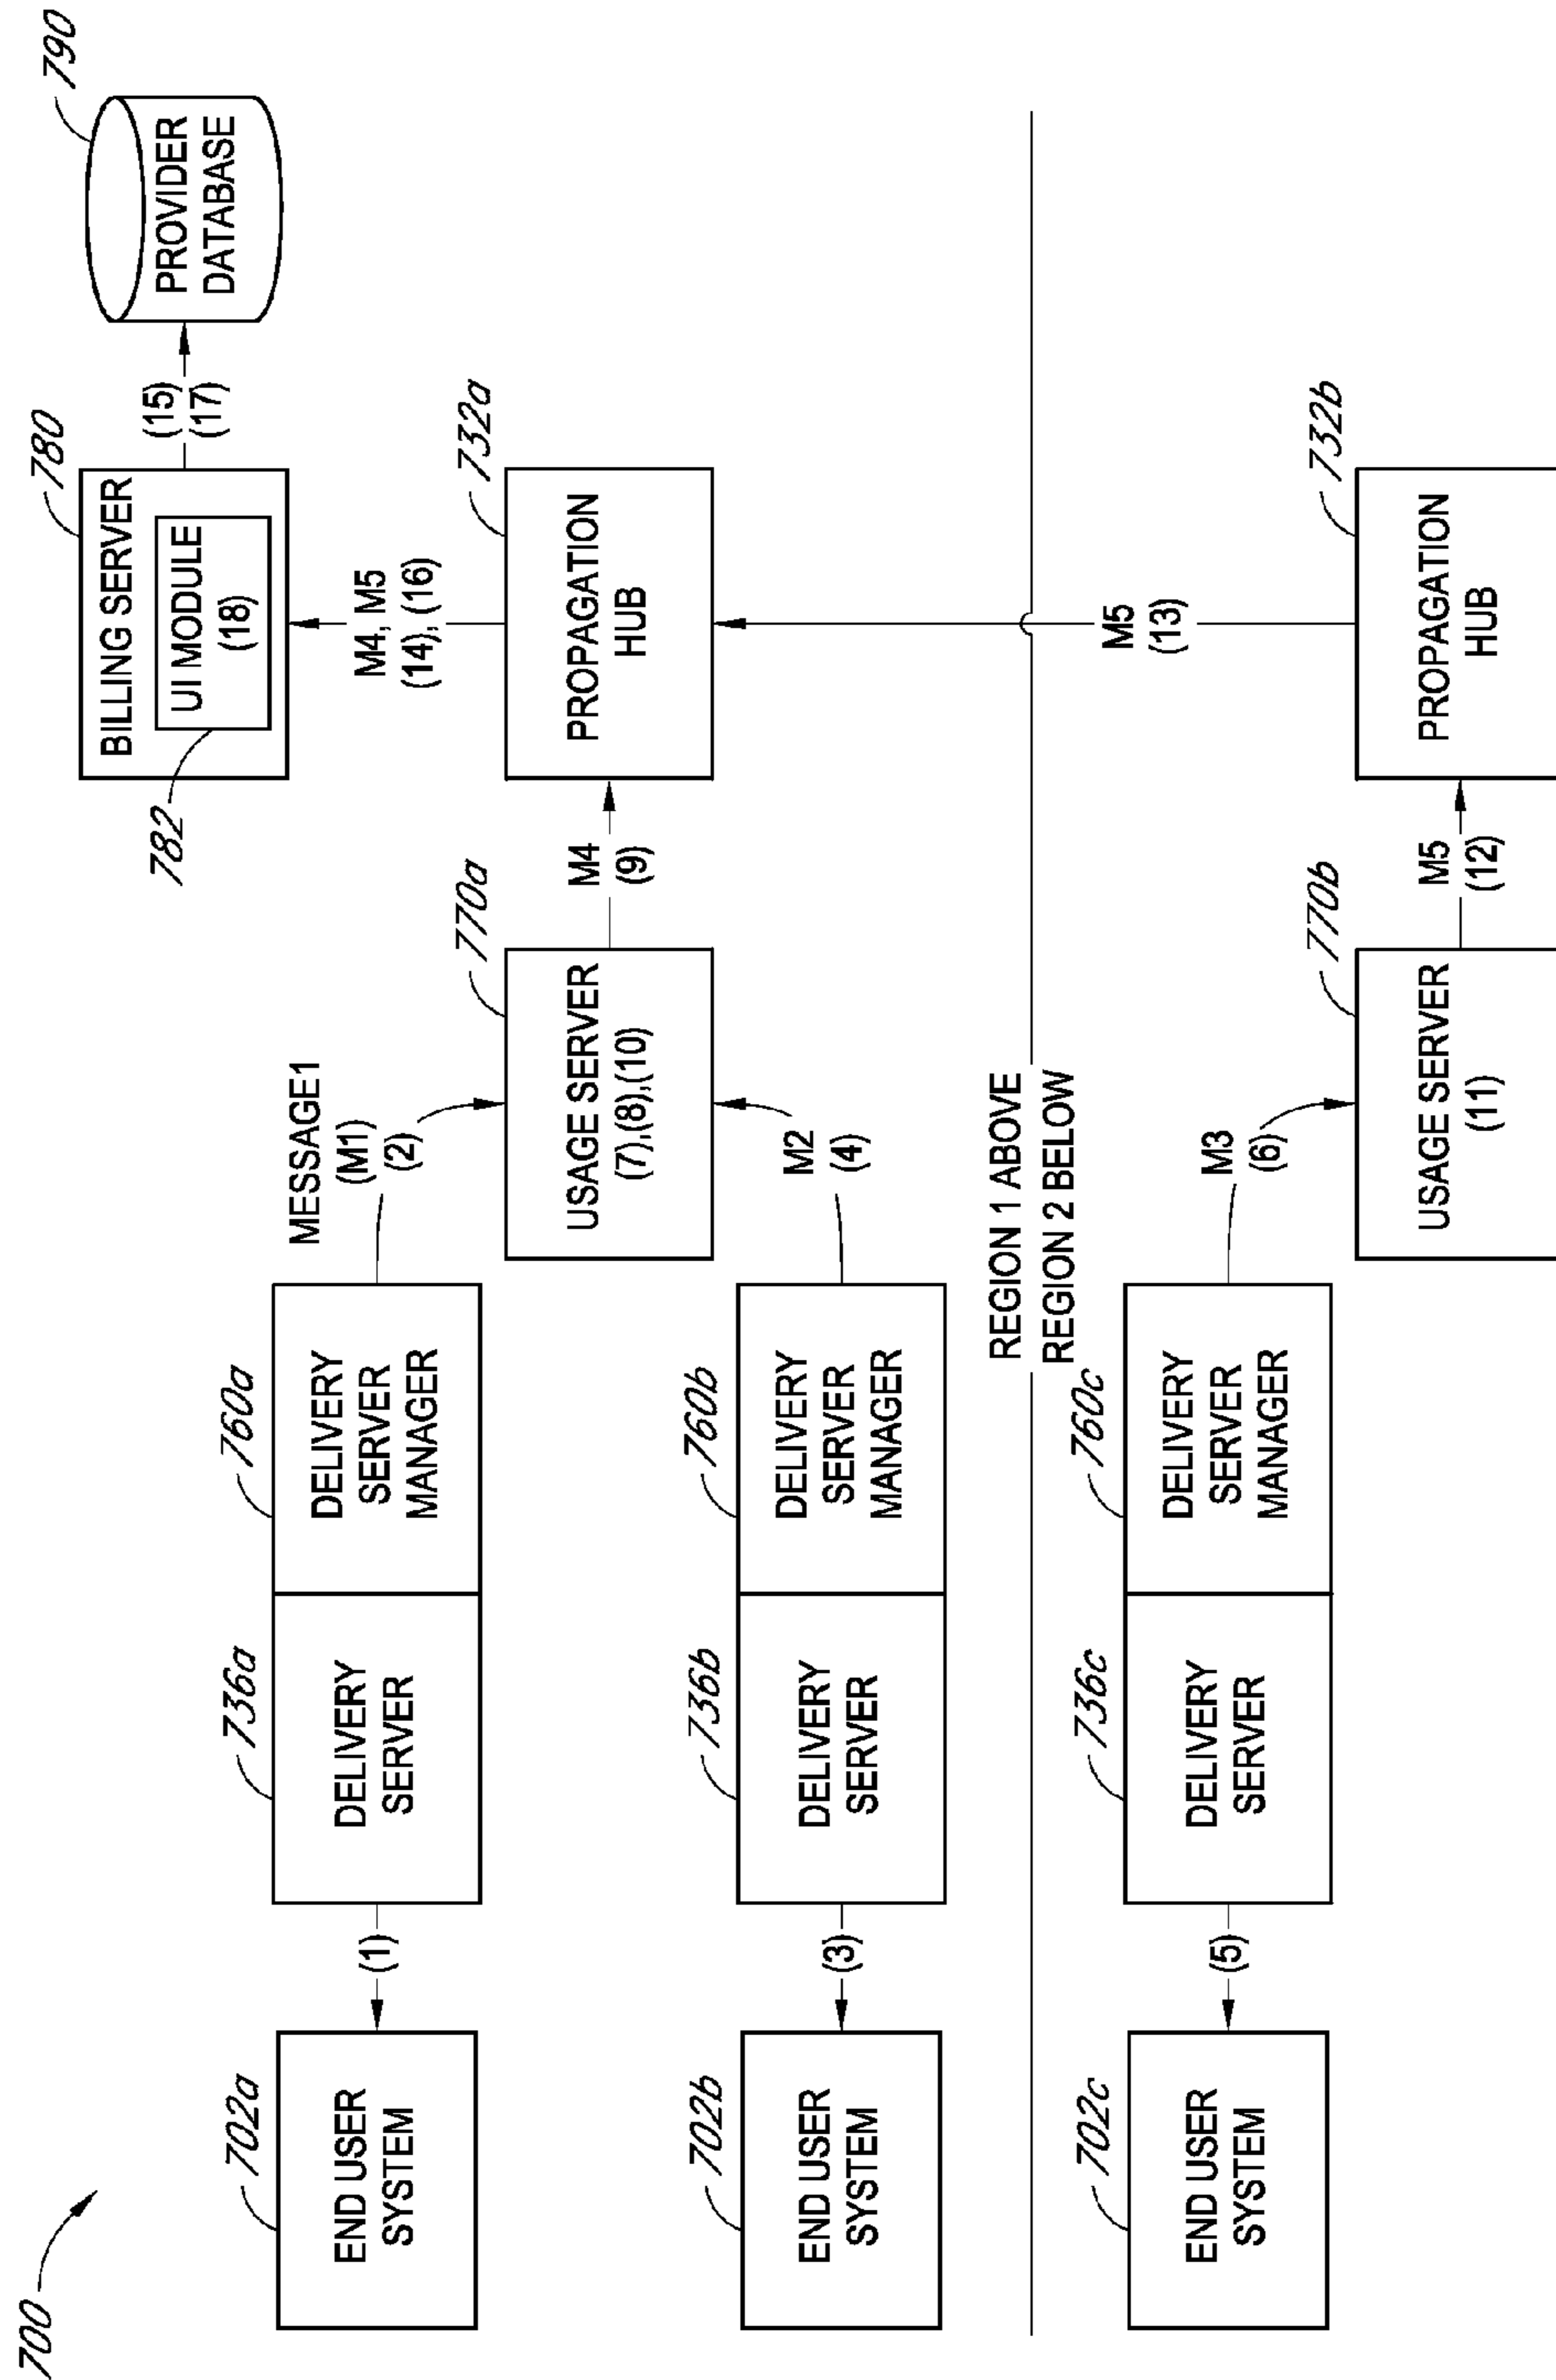 700
702a
END USER
SYSTEM
(1)
736a
DELIVERY
SERVER
760a
DELIVERY
SERVER
MANAGER
MESSAGE1
(M1)
(2)
702b
END USER
SYSTEM
(3)
736b
DELIVERY
SERVER
760b
DELIVERY
SERVER
MANAGER
M2
(4)
770a
USAGE SERVER
(7),(8),(10)
M4
(9)
732a
PROPAGATION
HUB
M4, M5
(14), (16)
780
BILLING SERVER
782
UI MODULE
(18)
(15)
(17)
790
PROVIDER
DATABASE
REGION 1 ABOVE
REGION 2 BELOW
702c
END USER
SYSTEM
(5)
736c
DELIVERY
SERVER
760c
DELIVERY
SERVER
MANAGER
M3
(6)
770b
USAGE SERVER
(11)
M5
(12)
732b
PROPAGATION
HUB
M5
(13)